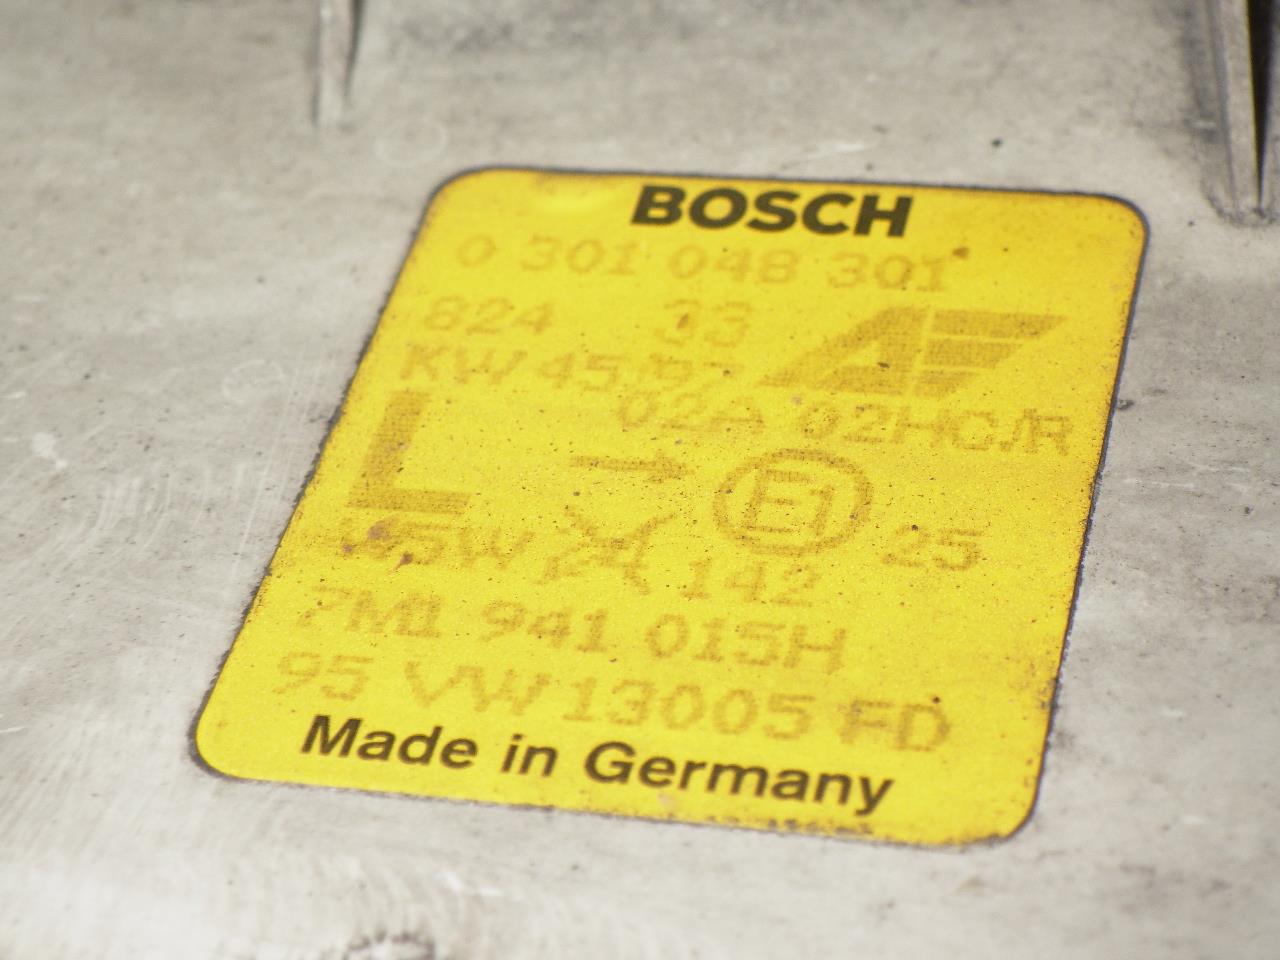 BOSCH
0 301 048 301
824 33
KW 45/97
02A 02HC/R
L
E1
25
142
7M1 941 015H
95 VW 13005 FD
Made in Germany